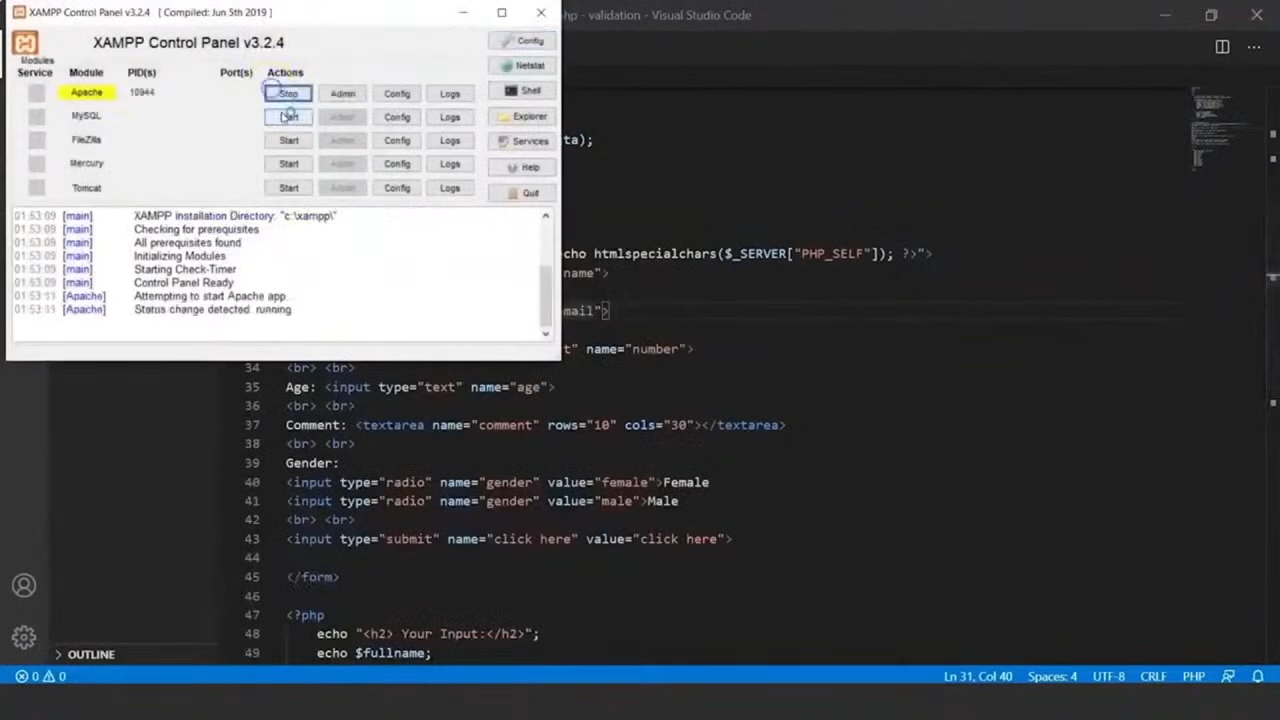 XAMPP Control Panel v3.2.4 [ Compiled: Jun 5th 2019 ]
php - validation - Visual Studio Code
XAMPP Control Panel v3.2.4
Config
Modules
Service Module PID(s) Port(s) Actions
Netstat
Apache 10944 Stop Admin Config Logs
Shell
MySQL Config Logs
Explorer
FileZilla Start Admin Config Logs
Services
Mercury Start Admin Config Logs
Help
Tomcat Start Admin Config Logs
Quit
01:53:09 [main] XAMPP Installation Directory: "c:\xampp\"
01:53:09 [main] Checking for prerequisites
01:53:09 [main] All prerequisites found
01:53:09 [main] Initializing Modules
01:53:09 [main] Starting Check-Timer
01:53:09 [main] Control Panel Ready
01:53:11 [Apache] Attempting to start Apache app...
01:53:11 [Apache] Status change detected: running
ta);
echo htmlspecialchars($_SERVER["PHP_SELF"]); ?>">
name">
mail">
t" name="number">
34 <br> <br>
35 Age: <input type="text" name="age">
36 <br> <br>
37 Comment: <textarea name="comment" rows="10" cols="30"></textarea>
38 <br> <br>
39 Gender:
40 <input type="radio" name="gender" value="female">Female
41 <input type="radio" name="gender" value="male">Male
42 <br> <br>
43 <input type="submit" name="click here" value="click here">
44
45 </form>
46
47 <?php
48 echo "<h2> Your Input:</h2>";
49 echo $fullname;
OUTLINE
0 0
Ln 31, Col 40 Spaces: 4 UTF-8 CRLF PHP